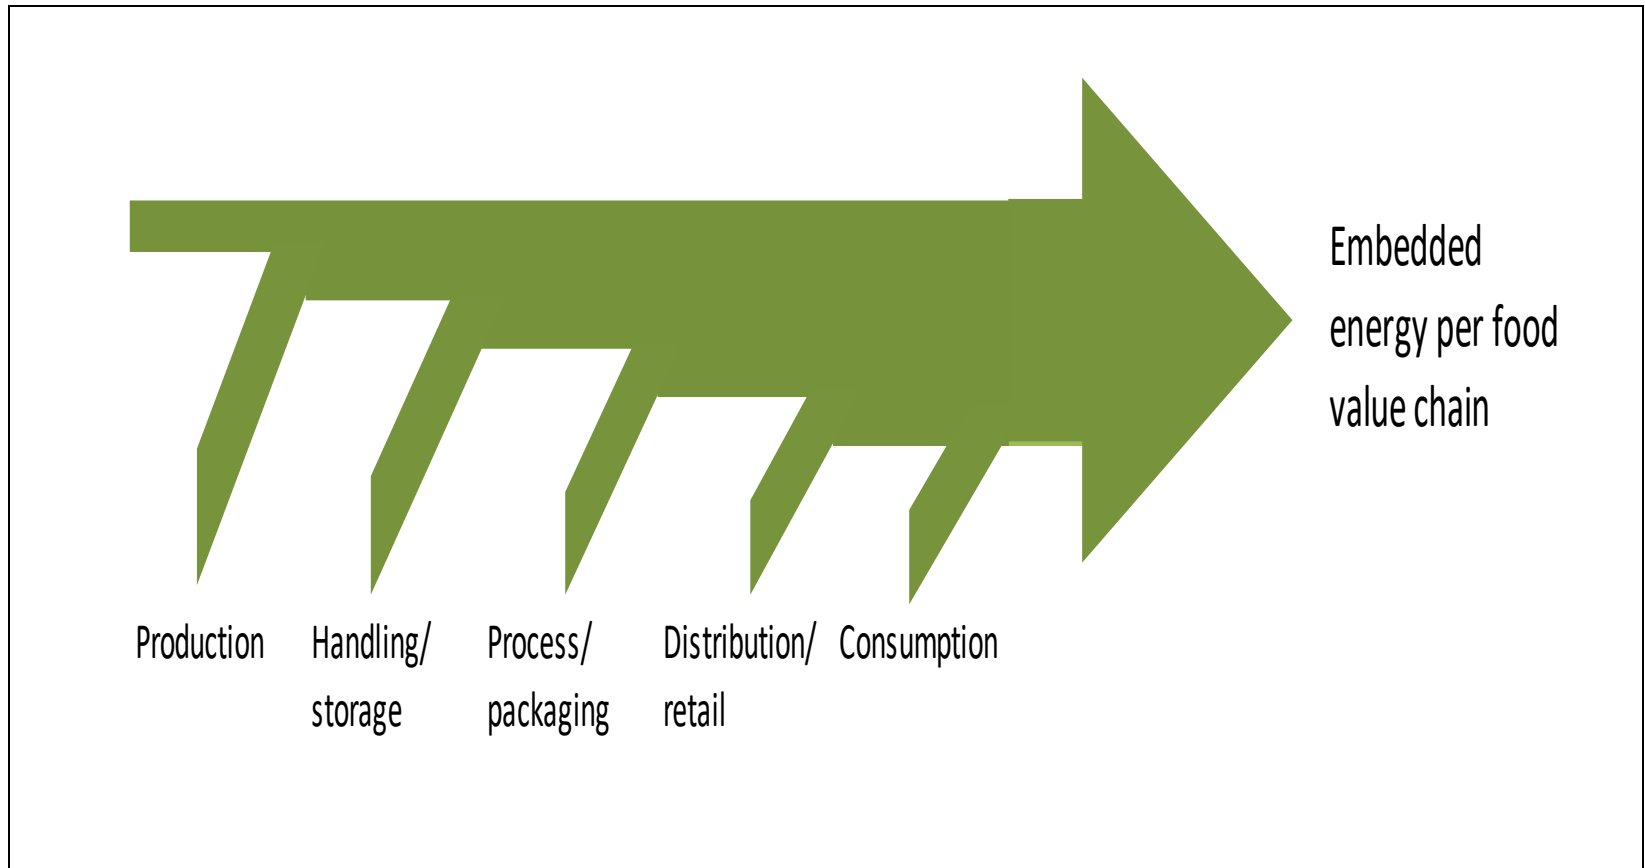 Embedded
energy per food
value chain
Production
Handling/
storage
Process/
packaging
Distribution/
retail
Consumption